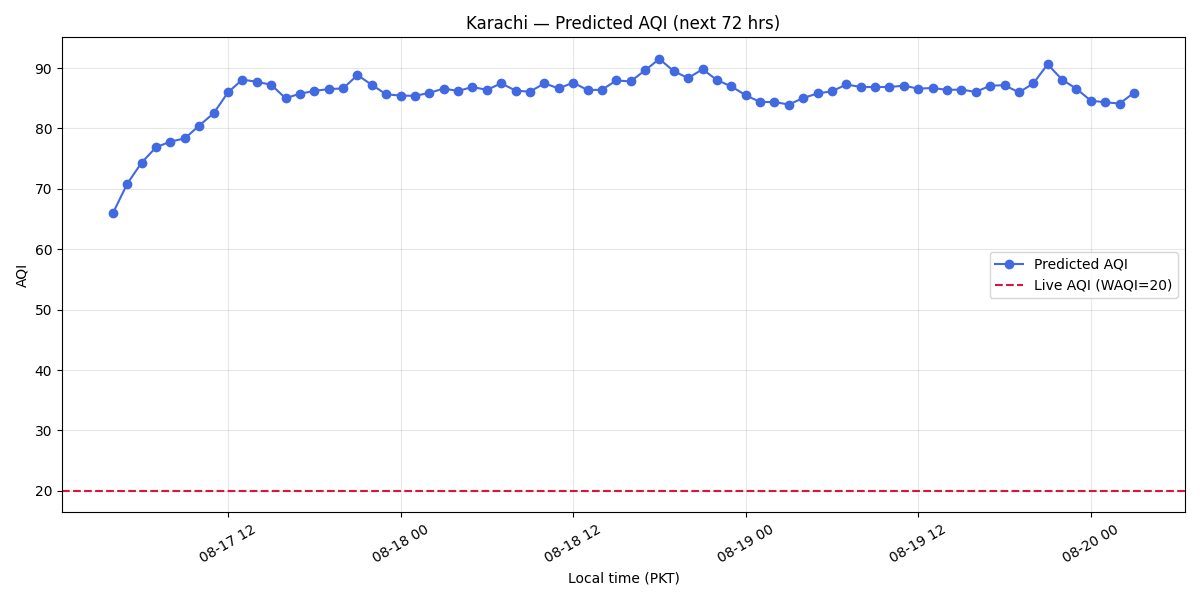 Karachi — Predicted AQI (next 72 hrs)
AQI
90
80
70
60
50
40
30
20
Predicted AQI
Live AQI (WAQI=20)
08-17 12
08-18 00
08-18 12
08-19 00
08-19 12
08-20 00
Local time (PKT)